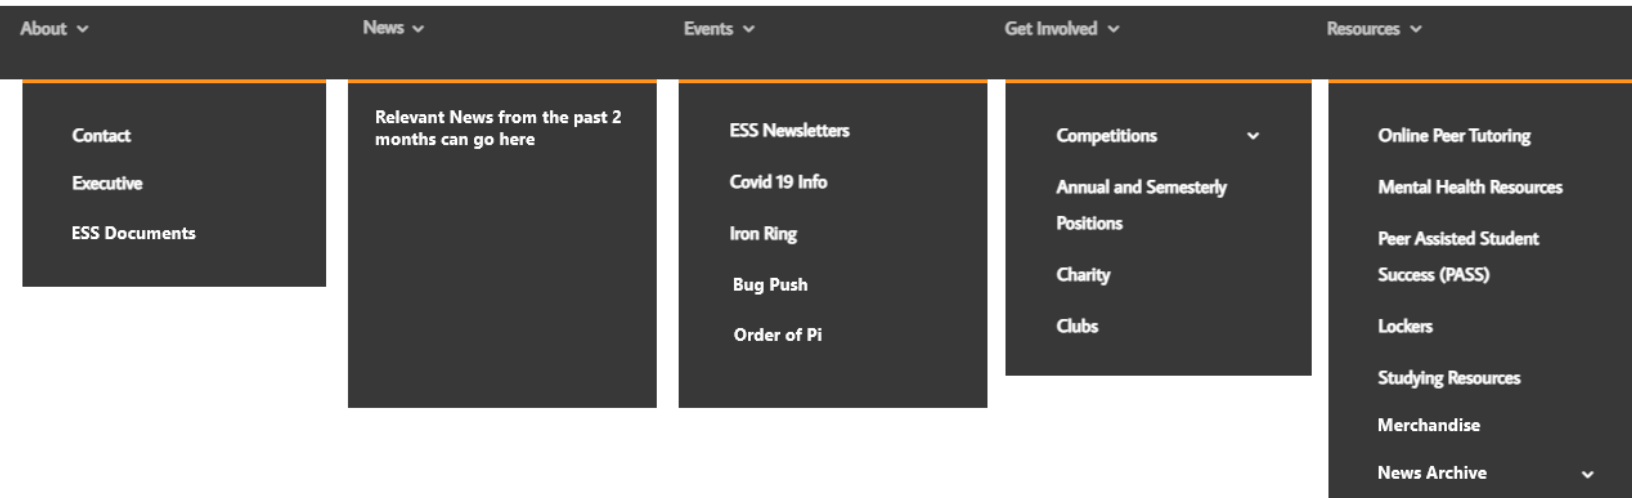 About
News
Events
Get Involved
Resources
Contact
Executive
ESS Documents
Relevant News from the past 2
months can go here
ESS Newsletters
Covid 19 Info
Iron Ring
Bug Push
Order of Pi
Competitions
Annual and Semesterly
Positions
Charity
Clubs
Online Peer Tutoring
Mental Health Resources
Peer Assisted Student
Success (PASS)
Lockers
Studying Resources
Merchandise
News Archive